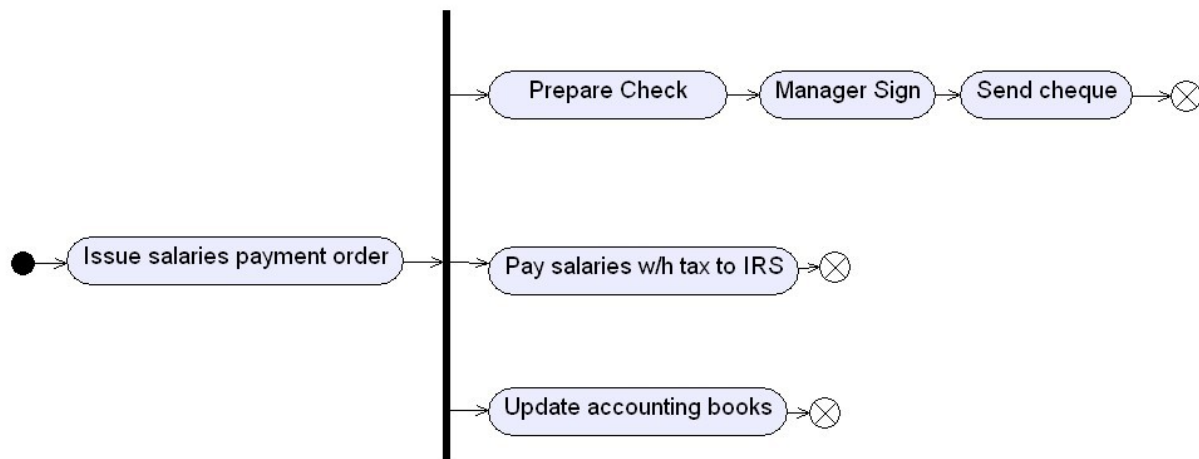 Prepare Check
Manager Sign
Send cheque
Issue salaries payment order
Pay salaries w/h tax to IRS
Update accounting books